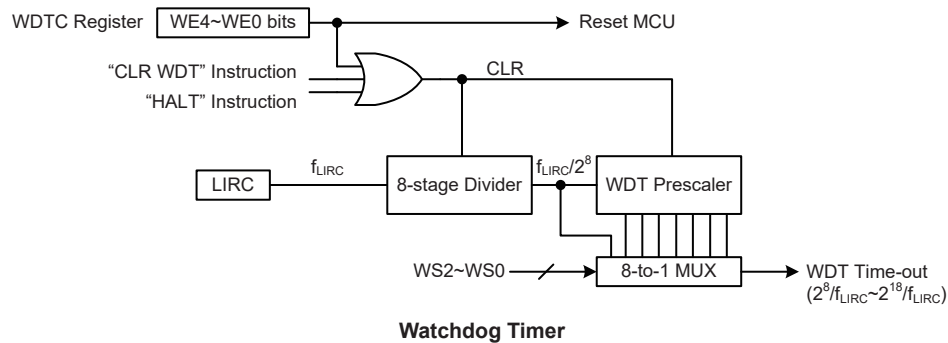 WDTC Register WE4~WE0 bits Reset MCU
“CLR WDT” Instruction
CLR
“HALT” Instruction
LIRC
fLIRC
8-stage Divider
fLIRC/2⁸
WDT Prescaler
WS2~WS0
8-to-1 MUX
WDT Time-out
(2⁸/fLIRC~2¹⁸/fLIRC)
Watchdog Timer